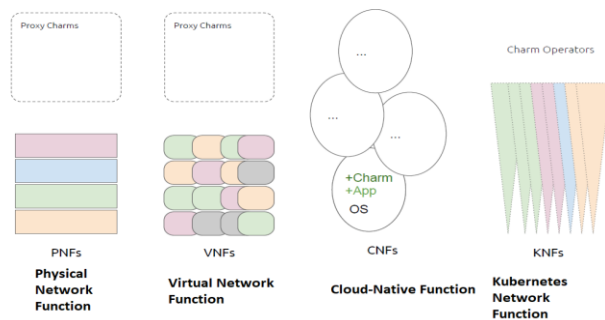 Proxy Charms
Proxy Charms
...
...
...
+Charm
+App
OS
Charm Operators
PNFs
VNFs
CNFs
KNFs
Physical
Network
Function
Virtual Network
Function
Cloud-Native Function
Kubernetes
Network
Function